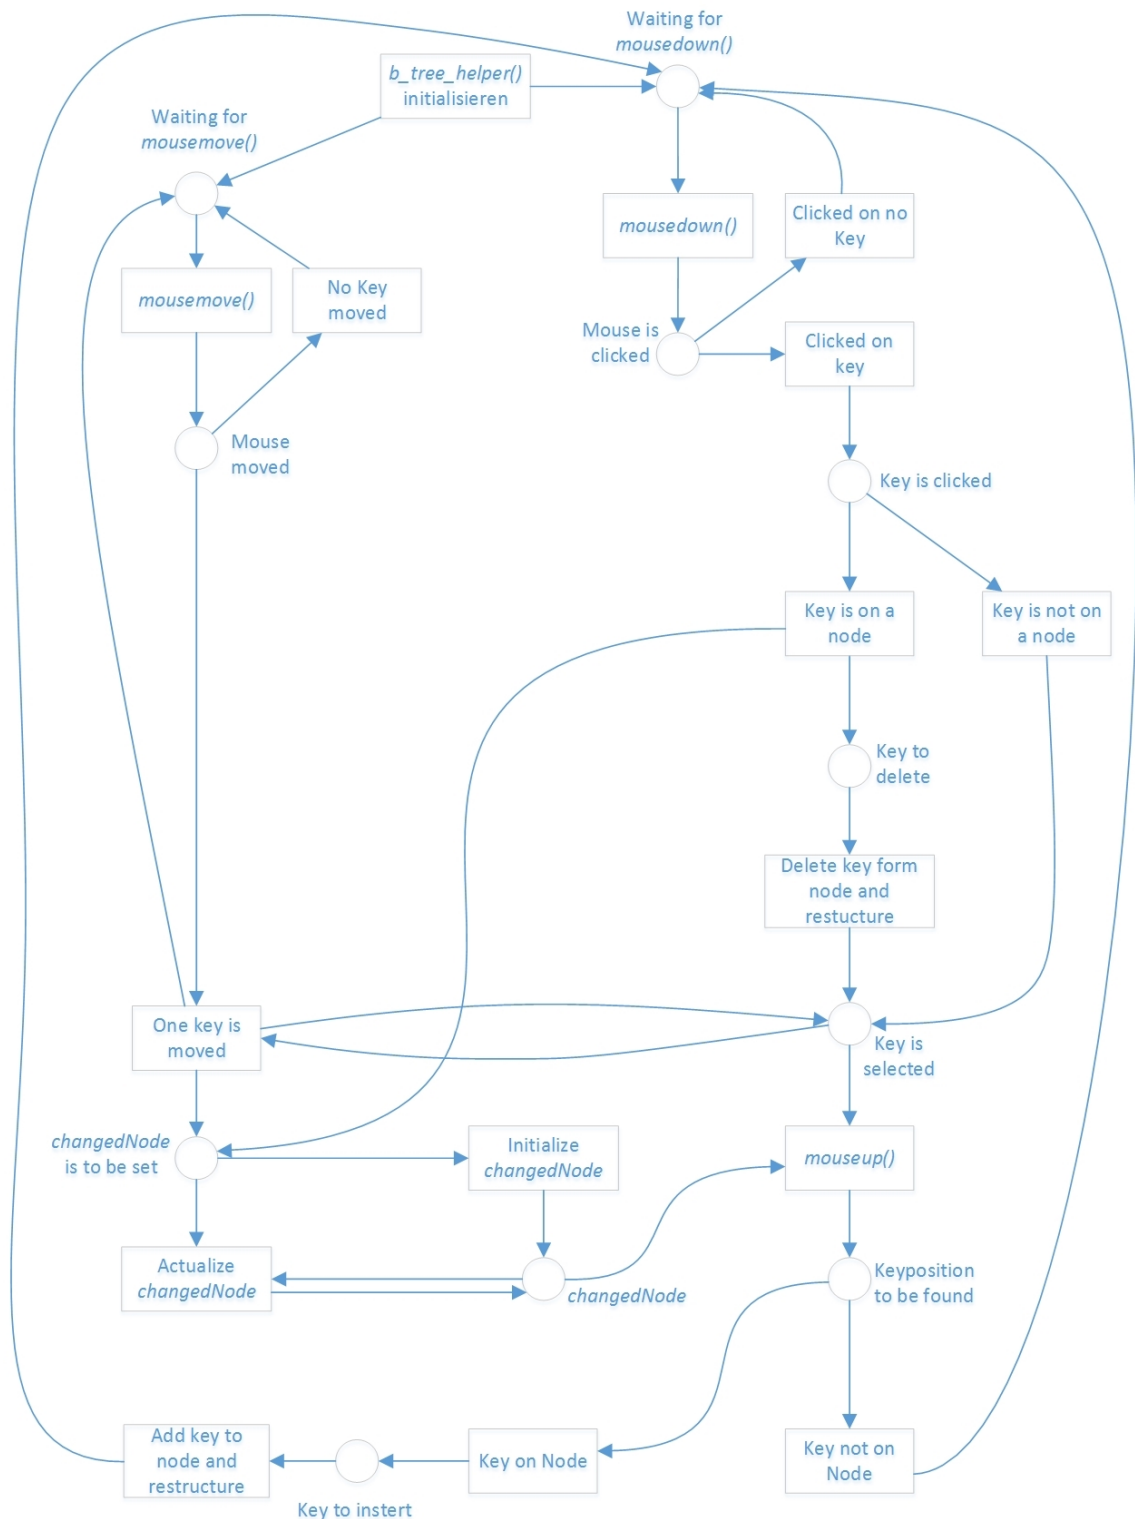 Waiting for
mousedown()
b_tree_helper()
initialisieren
Waiting for
mousemove()
mousedown()
Clicked on no
Key
mousemove()
No Key
moved
Mouse is
clicked
Clicked on
key
Mouse
moved
Key is clicked
Key is on a
node
Key is not on
a node
Key to
delete
Delete key form
node and
restucture
One key is
moved
Key is
selected
changedNode
is to be set
Initialize
changedNode
mouseup()
Actualize
changedNode
changedNode
Keyposition
to be found
Add key to
node and
restructure
Key to instert
Key on Node
Key not on
Node